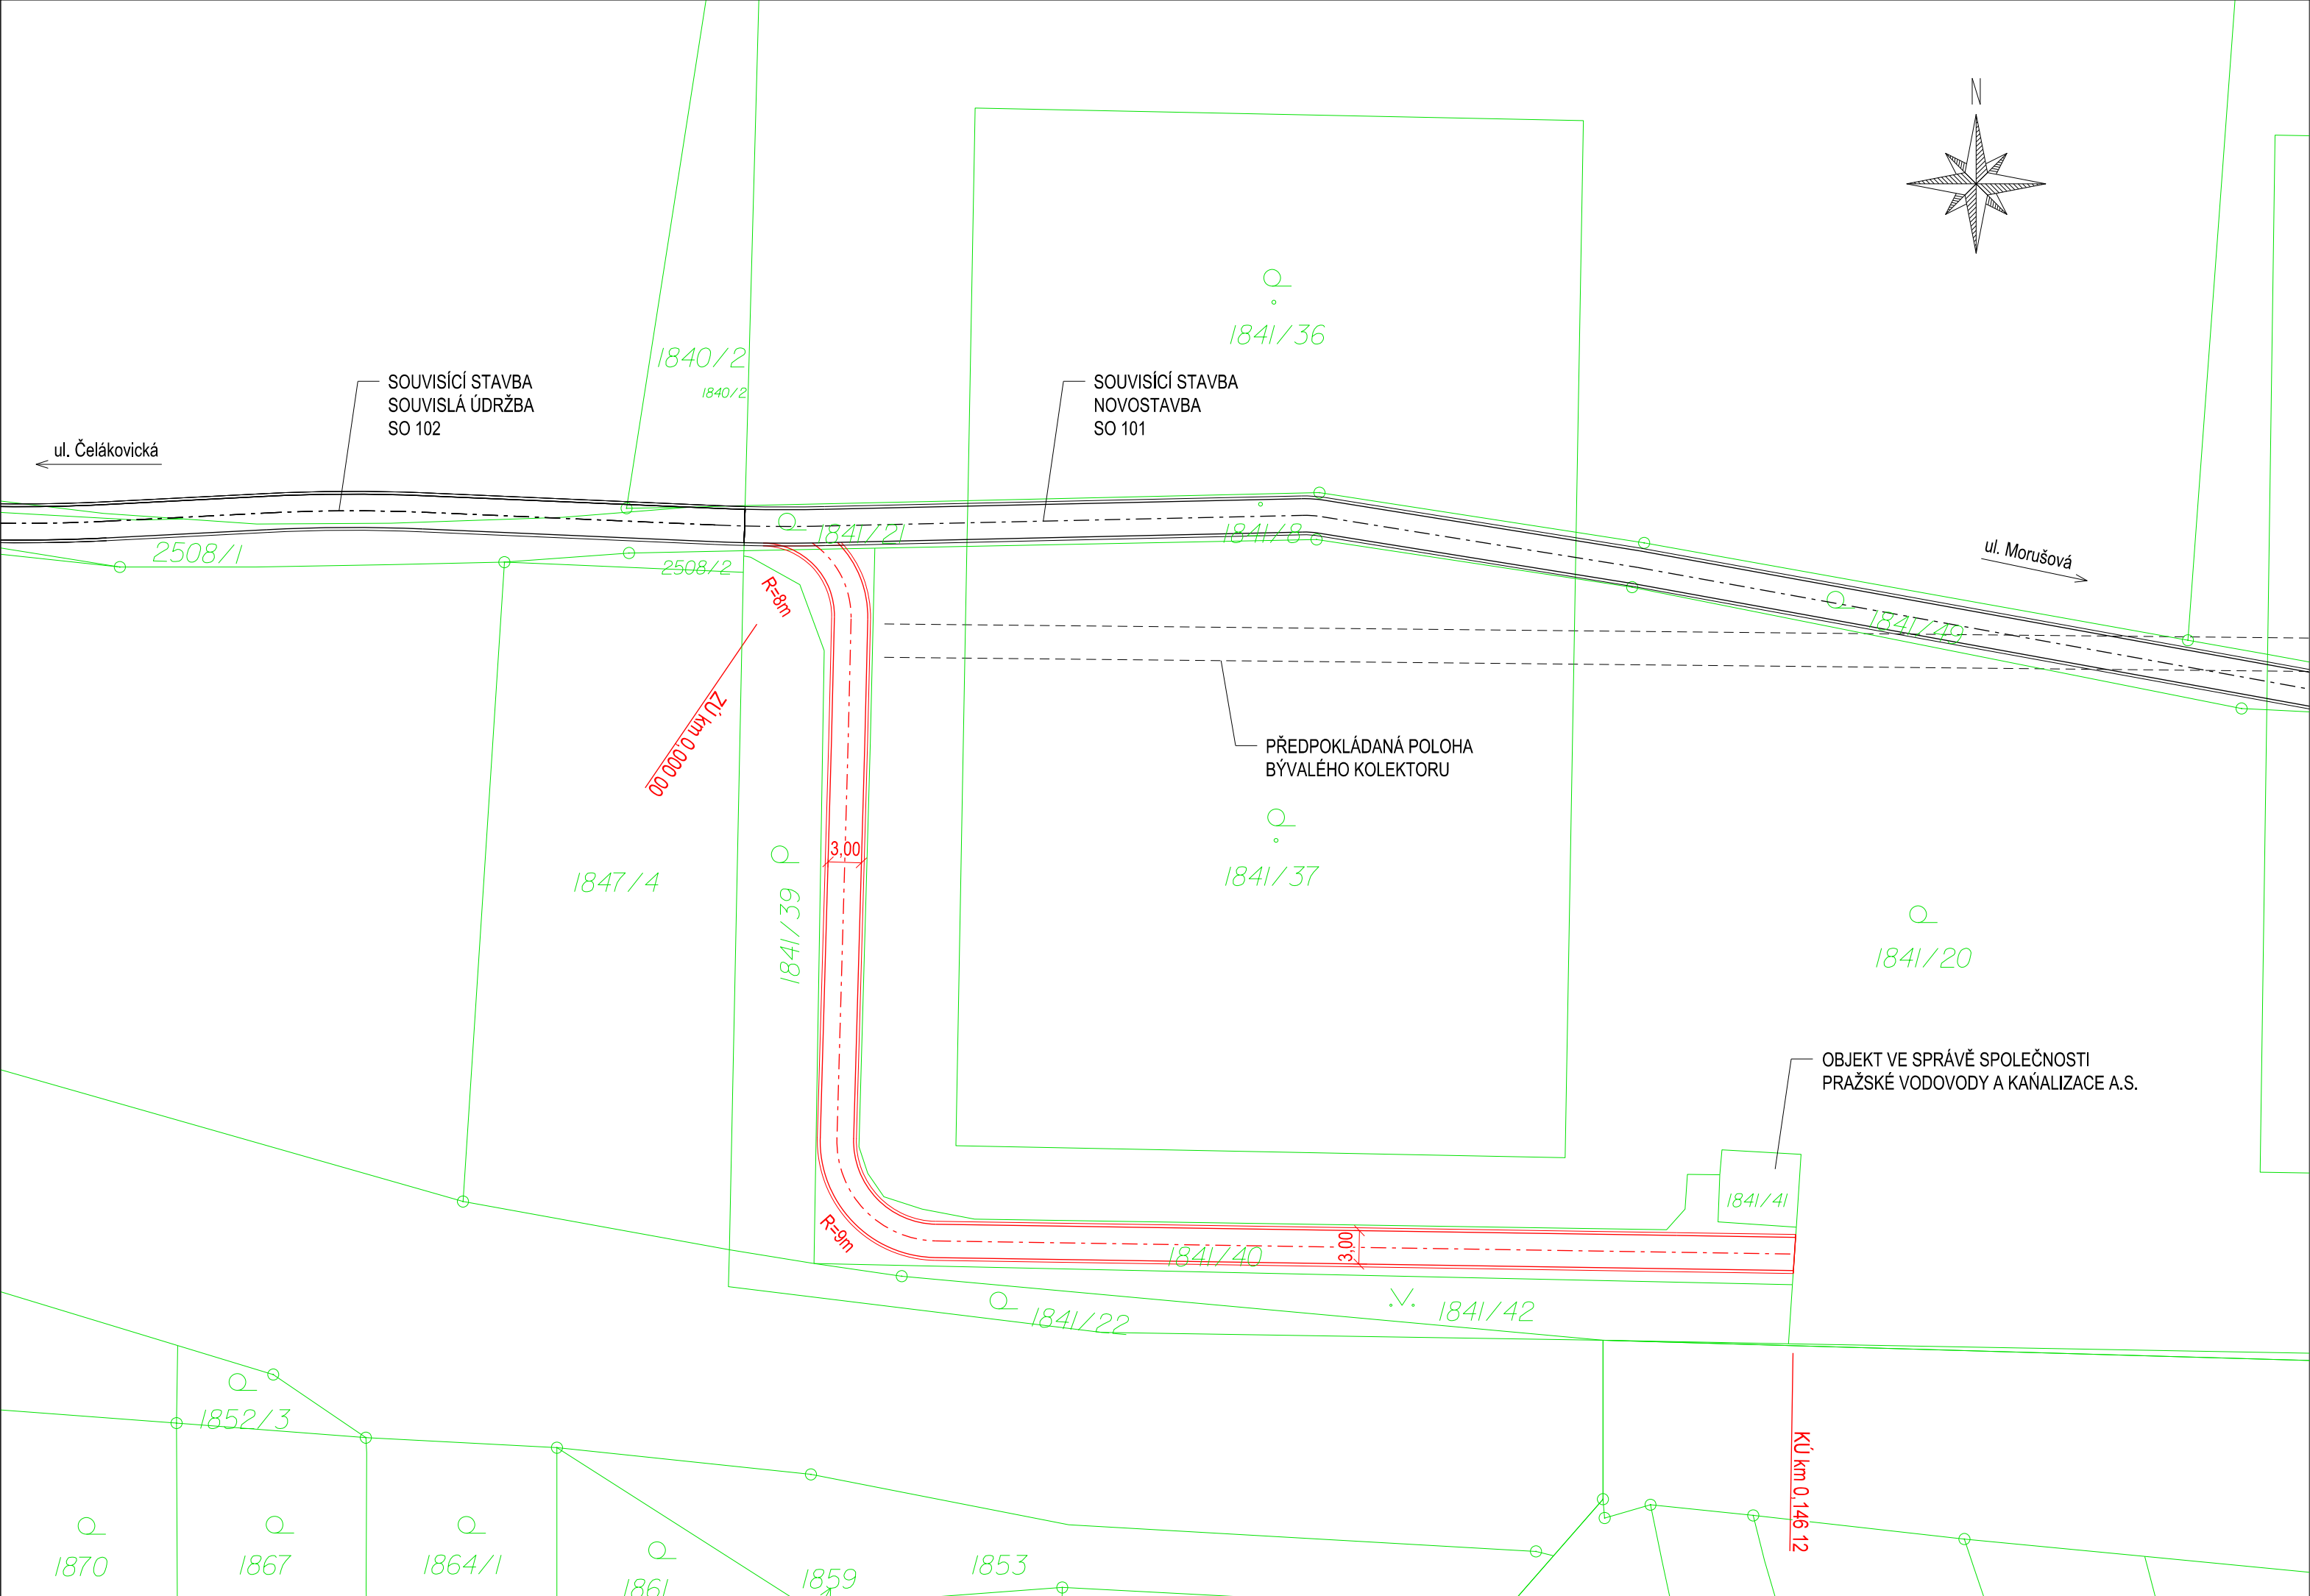 N
1841/36
1840/2
1840/2
SOUVISÍCÍ STAVBA
SOUVISLÁ ÚDRŽBA
SO 102
SOUVISÍCÍ STAVBA
NOVOSTAVBA
SO 101
ul. Čelákovická
1841/21
1841/8
2508/1
2508/2
ul. Morušová
R=8m
1841/49
ZÚ km 0,000 00
PŘEDPOKLÁDANÁ POLOHA
BÝVALÉHO KOLEKTORU
3,00
1847/4
1841/39
1841/37
1841/20
OBJEKT VE SPRÁVĚ SPOLEČNOSTI
PRAŽSKÉ VODOVODY A KAŃALIZACE A.S.
1841/41
R=9m
3,00
1841/40
1841/22
1841/42
1852/3
KÚ km 0,146 12
1870
1867
1864/1
1861
1859
1853